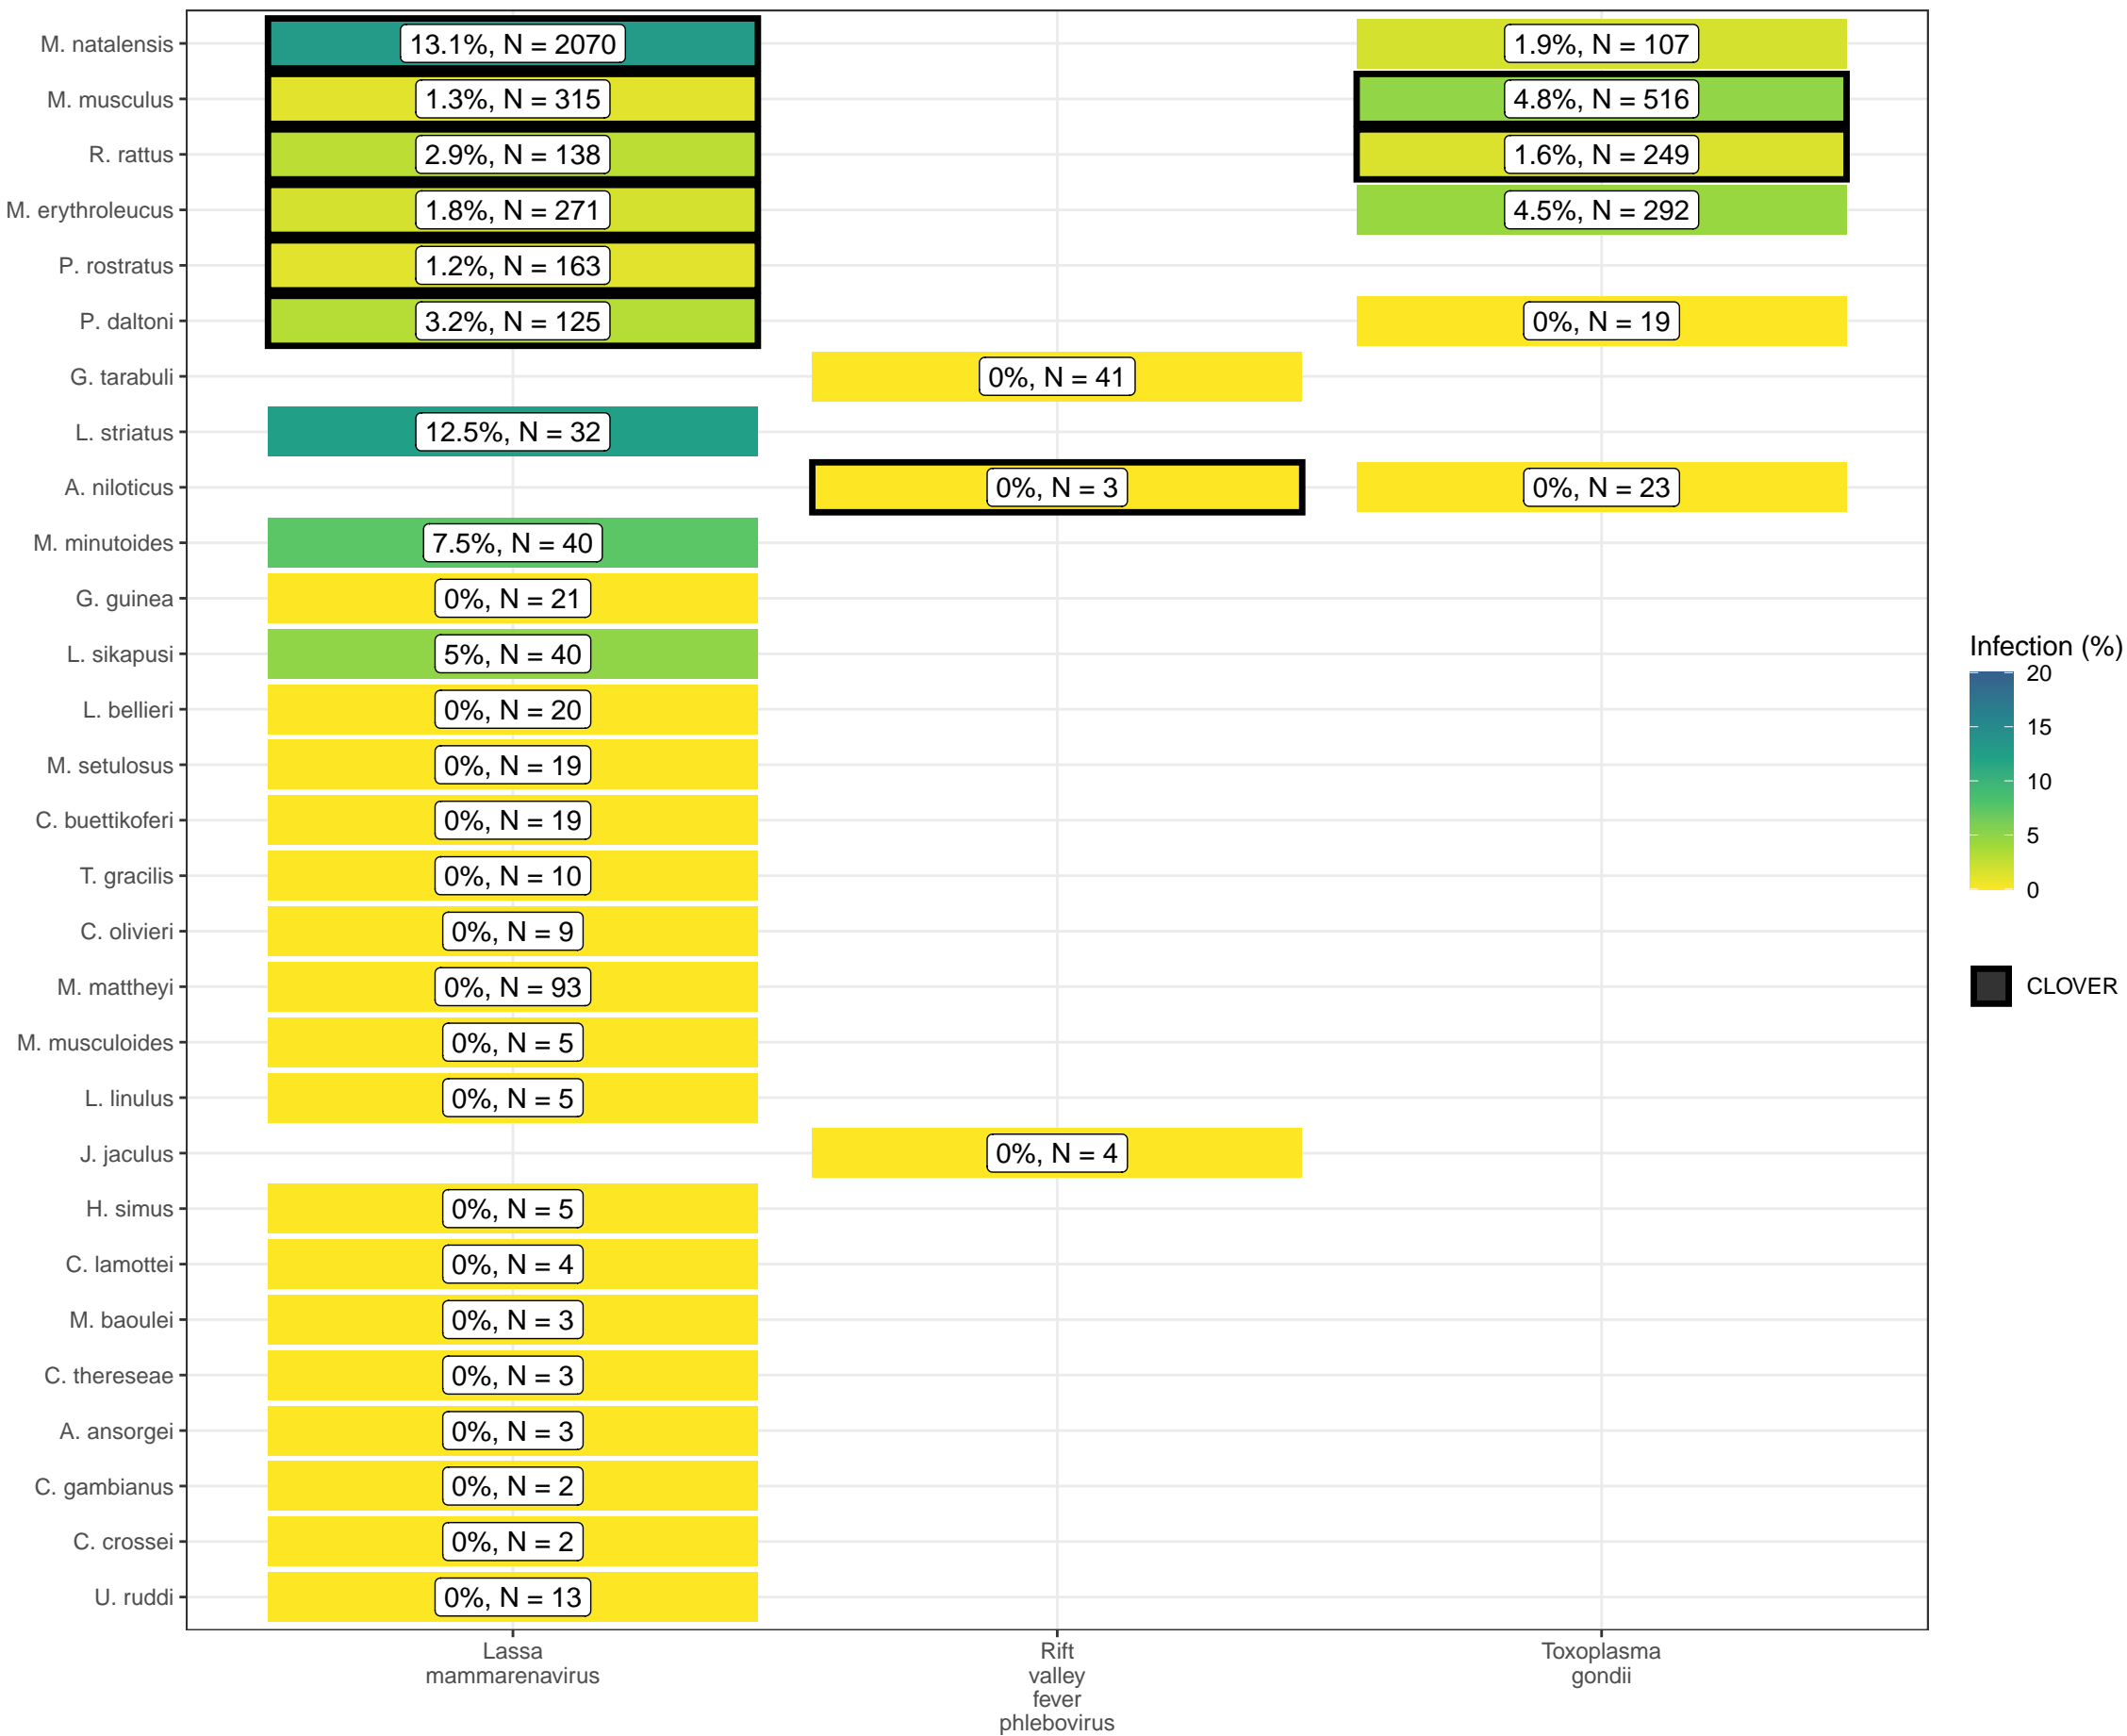 M. natalensis
13.1%, N = 2070
1.9%, N = 107
M. musculus
1.3%, N = 315
4.8%, N = 516
R. rattus
2.9%, N = 138
1.6%, N = 249
M. erythroleucus
1.8%, N = 271
4.5%, N = 292
P. rostratus
1.2%, N = 163
P. daltoni
3.2%, N = 125
0%, N = 19
G. tarabuli
0%, N = 41
L. striatus
12.5%, N = 32
A. niloticus
0%, N = 3
0%, N = 23
M. minutoides
7.5%, N = 40
G. guinea
0%, N = 21
L. sikapusi
5%, N = 40
L. bellieri
0%, N = 20
M. setulosus
0%, N = 19
C. buettikoferi
0%, N = 19
T. gracilis
0%, N = 10
C. olivieri
0%, N = 9
M. mattheyi
0%, N = 93
M. musculoides
0%, N = 5
L. linulus
0%, N = 5
J. jaculus
0%, N = 4
H. simus
0%, N = 5
C. lamottei
0%, N = 4
M. baoulei
0%, N = 3
C. thereseae
0%, N = 3
A. ansorgei
0%, N = 3
C. gambianus
0%, N = 2
C. crossei
0%, N = 2
U. ruddi
0%, N = 13
Lassa
mammarenavirus
Rift
valley
fever
phlebovirus
Toxoplasma
gondii
Infection (%)
20
15
10
5
0
CLOVER